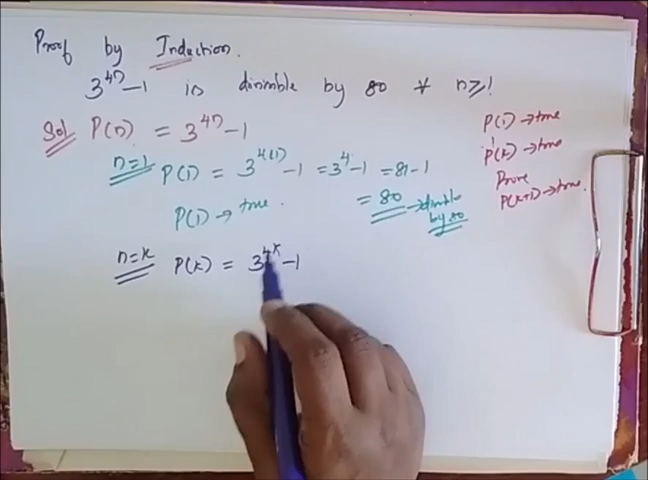 Proof by Induction.
3^{4n} - 1 is divisible by 80 ∀ n ≥ 1
Sol P(n) = 3^{4n} - 1
n=1 P(1) = 3^{4(1)} - 1 = 3^4 - 1 = 81 - 1
= 80 → divisible by 80
P(1) → true.
n=k P(k) = 3^{4k} - 1
P(1) → true
P(k) → true
Prove
P(k+1) → true.